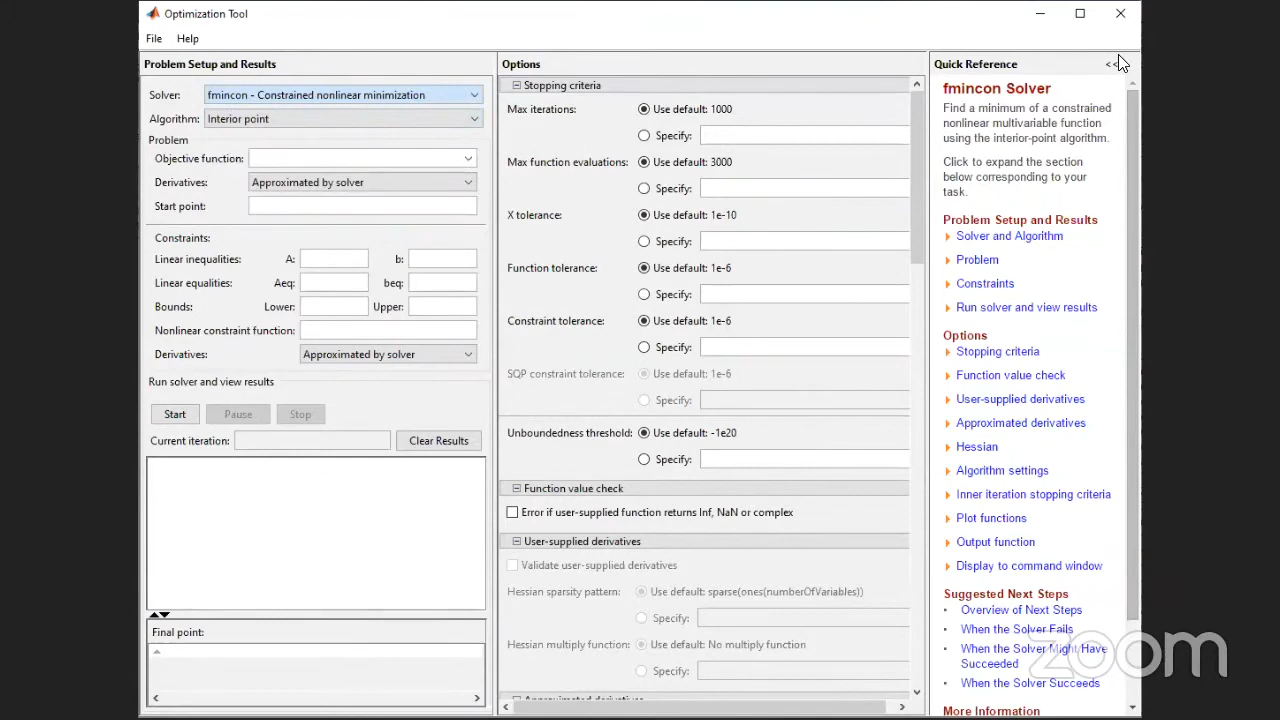 Optimization Tool
File Help
Problem Setup and Results
Solver: fmincon - Constrained nonlinear minimization
Algorithm: Interior point
Problem
Objective function:
Derivatives: Approximated by solver
Start point:
Constraints:
Linear inequalities: A: b:
Linear equalities: Aeq: beq:
Bounds: Lower: Upper:
Nonlinear constraint function:
Derivatives: Approximated by solver
Run solver and view results
Start Pause Stop
Current iteration: Clear Results
Final point:
Options
Stopping criteria
Max iterations: Use default: 1000
Specify:
Max function evaluations: Use default: 3000
Specify:
X tolerance: Use default: 1e-10
Specify:
Function tolerance: Use default: 1e-6
Specify:
Constraint tolerance: Use default: 1e-6
Specify:
SQP constraint tolerance: Use default: 1e-6
Specify:
Unboundedness threshold: Use default: -1e20
Specify:
Function value check
Error if user-supplied function returns Inf, NaN or complex
User-supplied derivatives
Validate user-supplied derivatives
Hessian sparsity pattern: Use default: sparse(ones(numberOfVariables))
Specify:
Hessian multiply function: Use default: No multiply function
Specify:
Approximated derivatives
Quick Reference <<
fmincon Solver
Find a minimum of a constrained
nonlinear multivariable function
using the interior-point algorithm.
Click to expand the section
below corresponding to your
task.
Problem Setup and Results
Solver and Algorithm
Problem
Constraints
Run solver and view results
Options
Stopping criteria
Function value check
User-supplied derivatives
Approximated derivatives
Hessian
Algorithm settings
Inner iteration stopping criteria
Plot functions
Output function
Display to command window
Suggested Next Steps
• Overview of Next Steps
• When the Solver Fails
• When the Solver Might Have
Succeeded
• When the Solver Succeeds
More Information
zoom